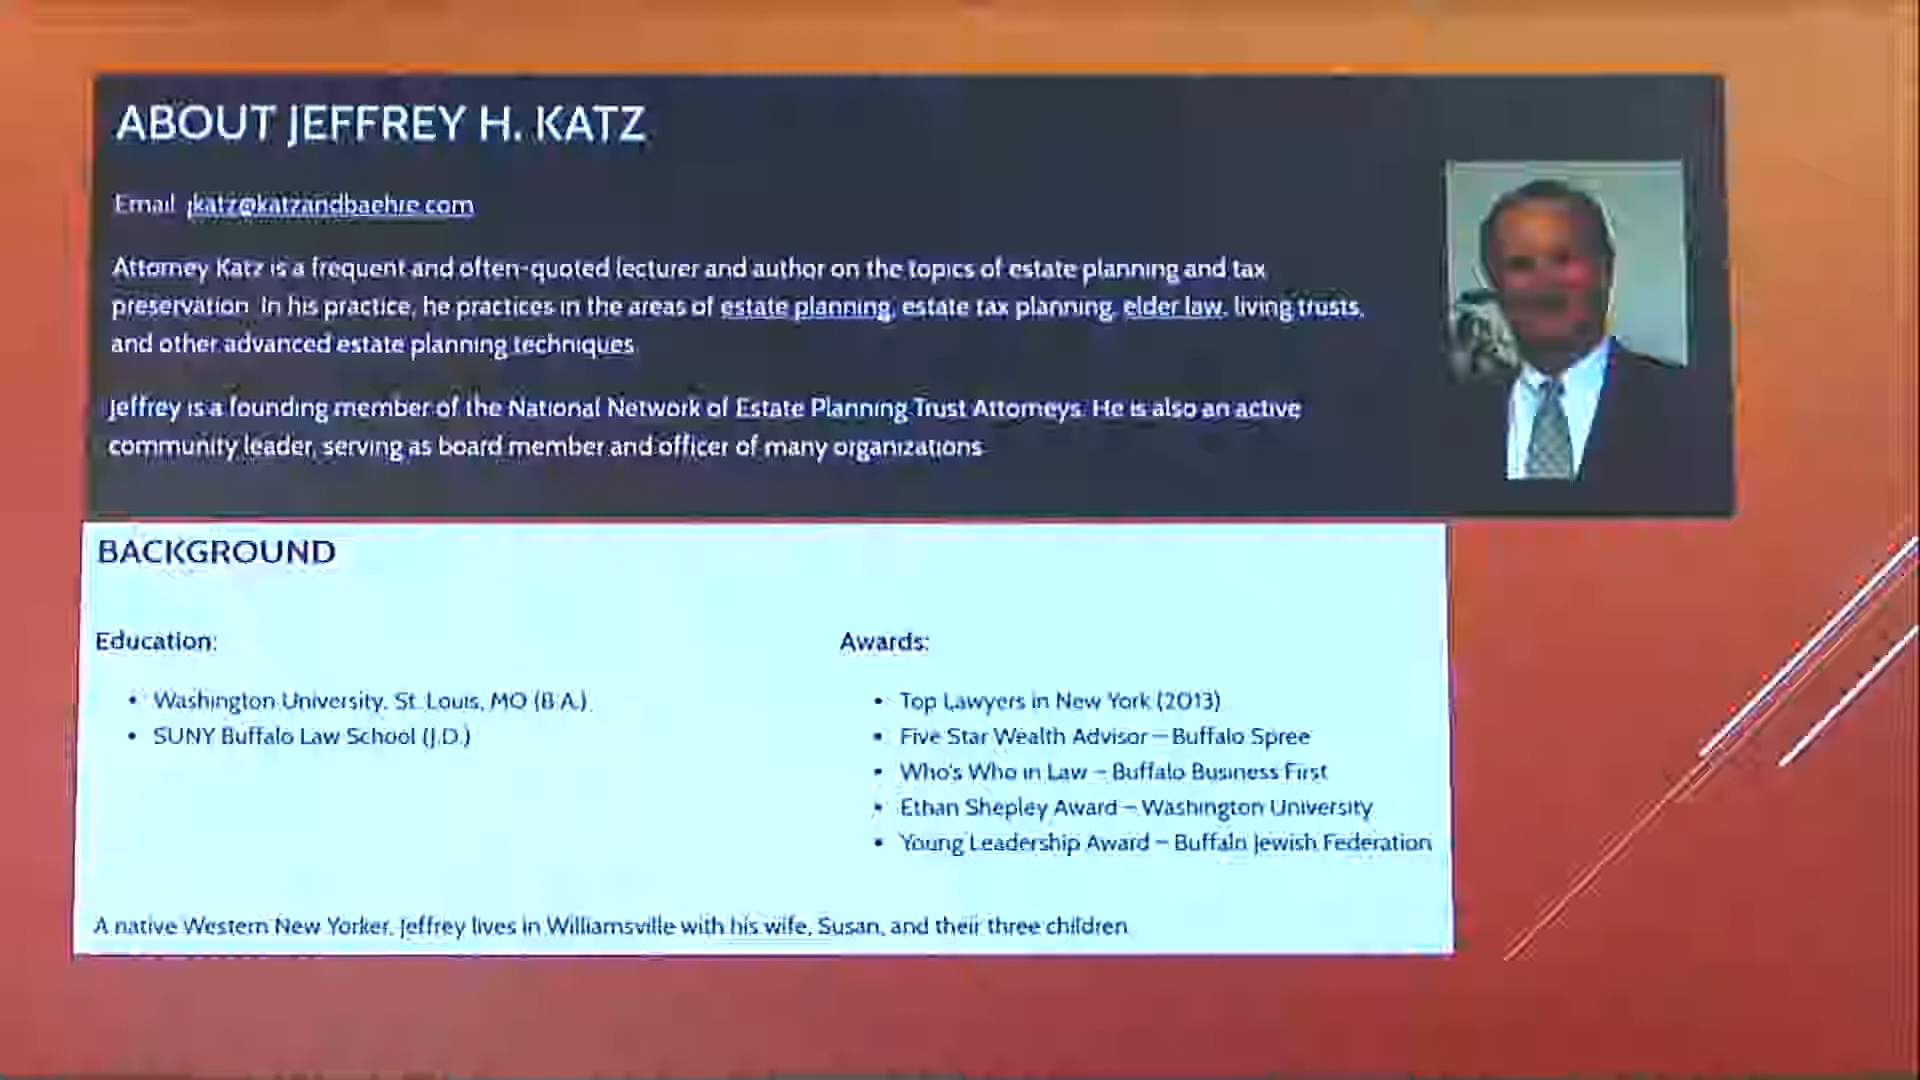 ABOUT JEFFREY H. KATZ
Email jkatz@katzandbaehre.com
Attorney Katz is a frequent and often-quoted lecturer and author on the topics of estate planning and tax
preservation. In his practice, he practices in the areas of estate planning, estate tax planning, elder law, living trusts,
and other advanced estate planning techniques.
Jeffrey is a founding member of the National Network of Estate Planning Trust Attorneys. He is also an active
community leader, serving as board member and officer of many organizations.
BACKGROUND
Education:
• Washington University, St. Louis, MO (B.A.)
• SUNY Buffalo Law School (J.D.)
Awards:
• Top Lawyers in New York (2013)
• Five Star Wealth Advisor – Buffalo Spree
• Who's Who in Law – Buffalo Business First
• Ethan Shepley Award – Washington University
• Young Leadership Award – Buffalo Jewish Federation
A native Western New Yorker, Jeffrey lives in Williamsville with his wife, Susan, and their three children.